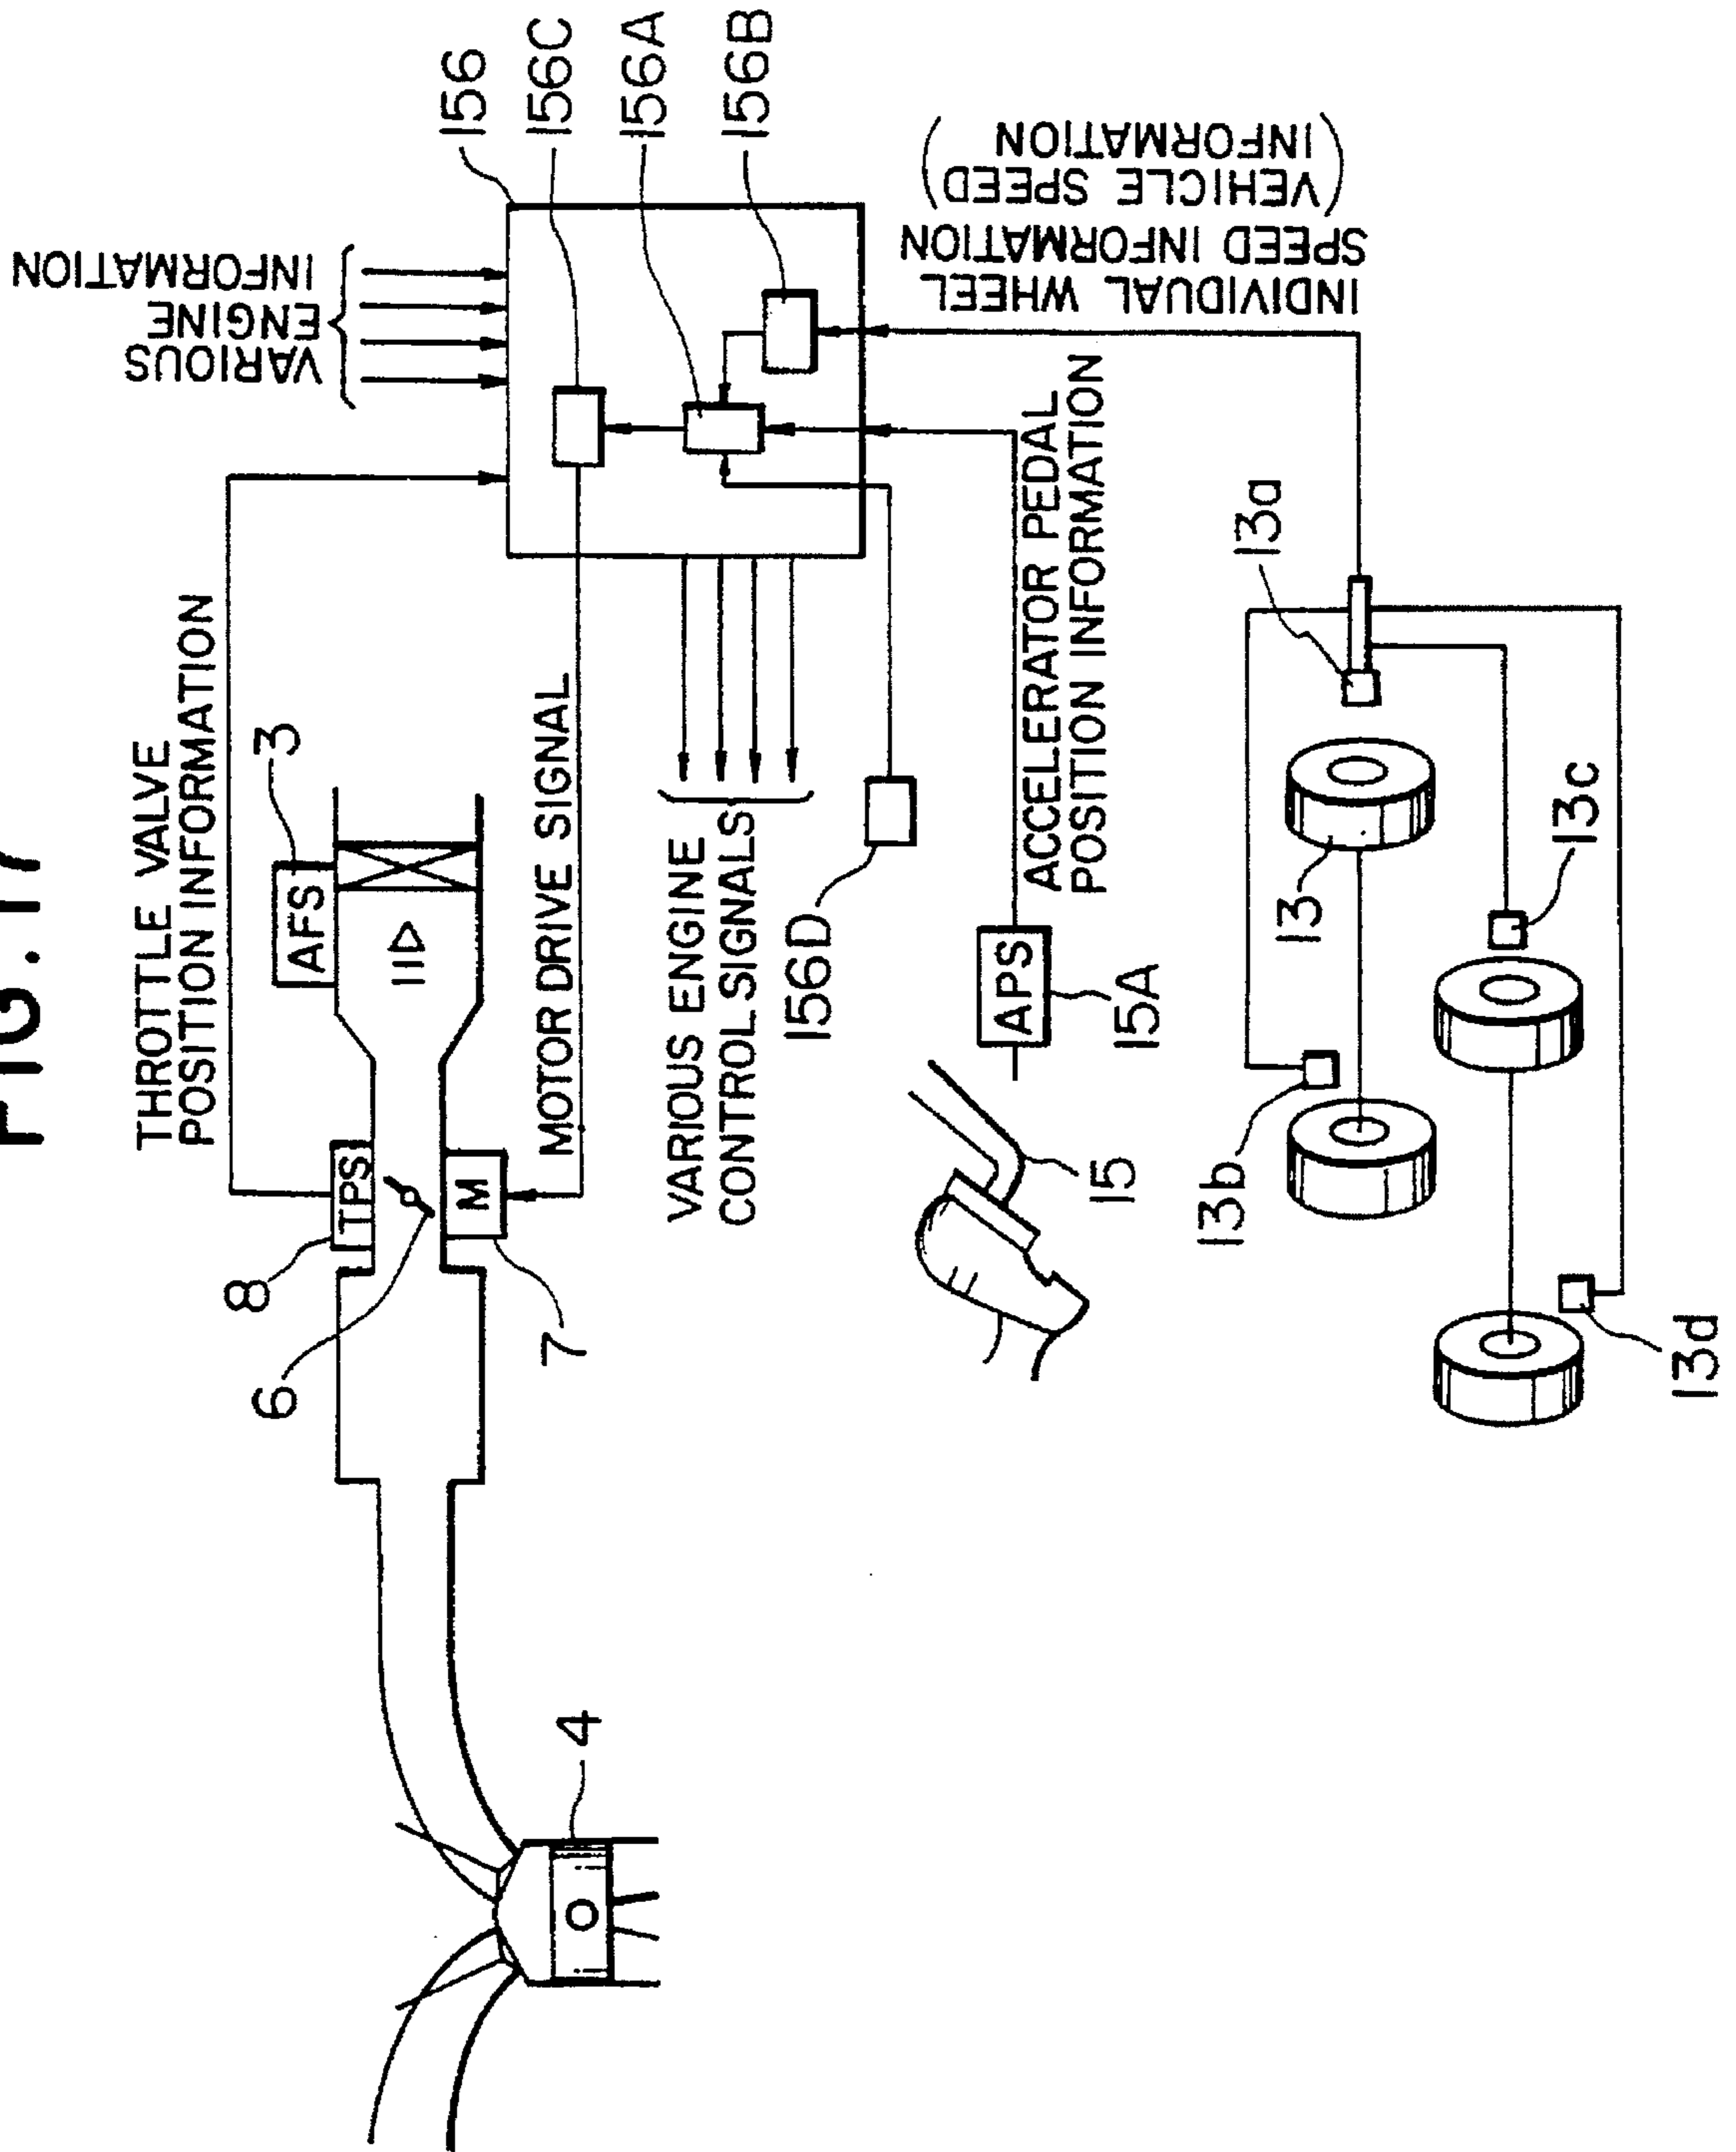 FIG. 17
THROTTLE VALVE
POSITION INFORMATION
VARIOUS
ENGINE
INFORMATION
8
TPS
AFS
3
6
M
7
MOTOR DRIVE SIGNAL
156
156C
156A
156B
4
VARIOUS ENGINE
CONTROL SIGNALS
156D
INDIVIDUAL WHEEL
SPEED INFORMATION
(VEHICLE SPEED
INFORMATION)
15
APS
15A
ACCELERATOR PEDAL
POSITION INFORMATION
13b
13
13a
13d
13c